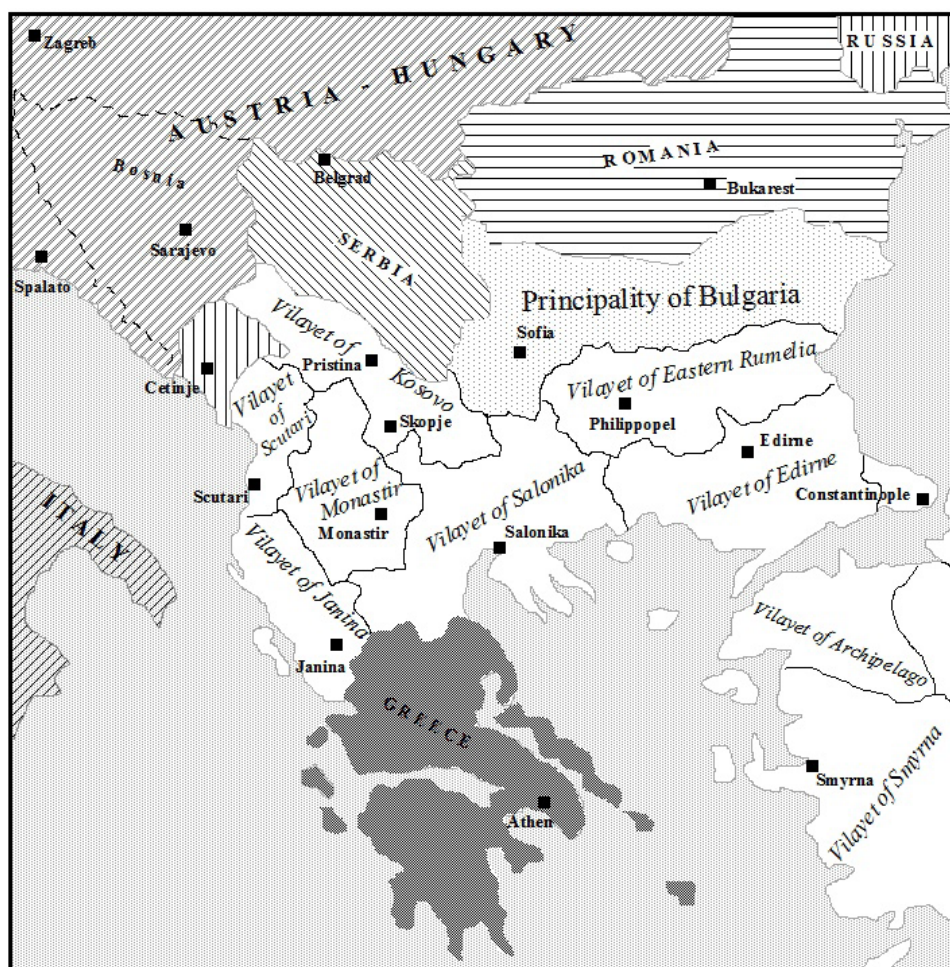 Zagreb
RUSSIA
AUSTRIA - HUNGARY
ROMANIA
Bosnia
Belgrad
Bukarest
Sarajevo
SERBIA
Spalato
Principality of Bulgaria
Vilayet of
Kosovo
Sofia
Pristina
Vilayet of Eastern Rumelia
Cetinje
Vilayet
of
Scutari
Philippopel
Skopje
Edirne
Vilayet of
Monastir
Vilayet of Salonika
Vilayet of Edirne
Scutari
Constantinople
ITALY
Monastir
Salonika
Vilayet of Janina
Vilayet of Archipelago
Janina
GREECE
Smyrna
Vilayet of Smyrna
Athen